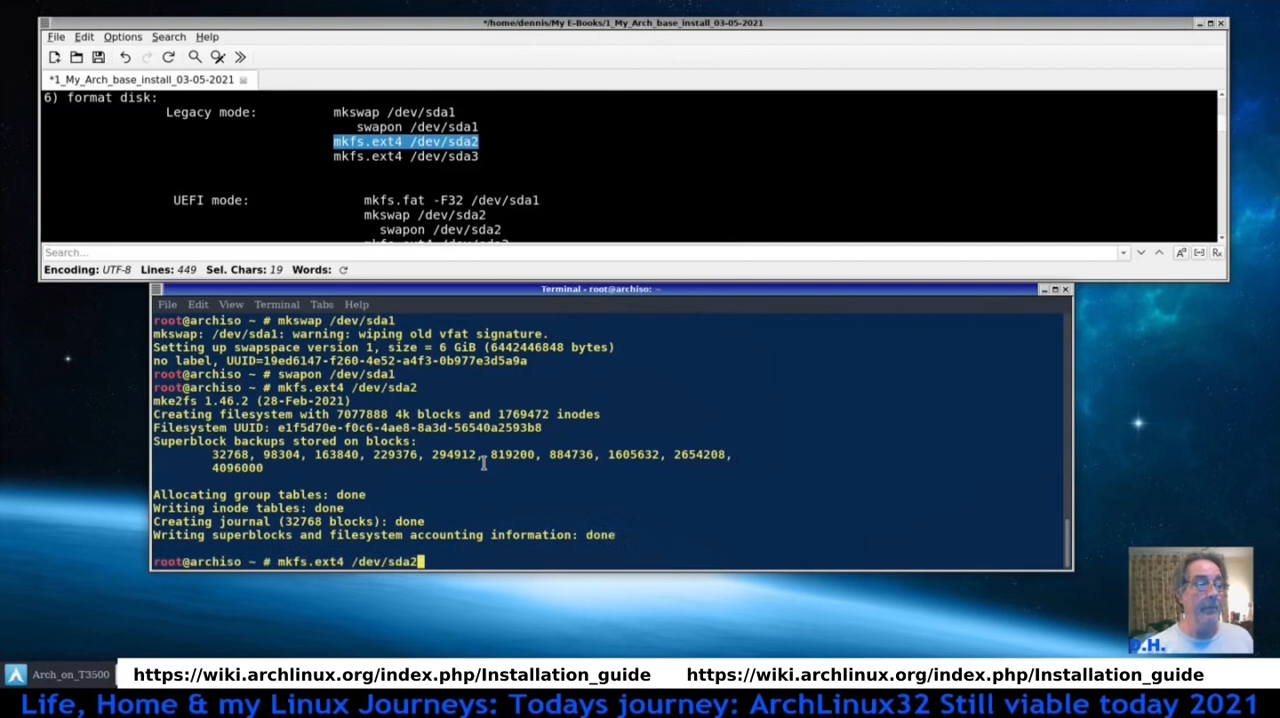 */home/dennis/My E-Books/1_My_Arch_base_install_03-05-2021
File Edit Options Search Help
*1_My_Arch_base_install_03-05-2021
6) format disk:
Legacy mode: mkswap /dev/sda1
swapon /dev/sda1
mkfs.ext4 /dev/sda2
mkfs.ext4 /dev/sda3
UEFI mode: mkfs.fat -F32 /dev/sda1
mkswap /dev/sda2
swapon /dev/sda2
Search...
Encoding: UTF-8 Lines: 449 Sel. Chars: 19 Words:
Terminal - root@archiso: ~
File Edit View Terminal Tabs Help
root@archiso ~ # mkswap /dev/sda1
mkswap: /dev/sda1: warning: wiping old vfat signature.
Setting up swapspace version 1, size = 6 GiB (6442446848 bytes)
no label, UUID=19ed6147-f260-4e52-a4f3-0b977e3d5a9a
root@archiso ~ # swapon /dev/sda1
root@archiso ~ # mkfs.ext4 /dev/sda2
mke2fs 1.46.2 (28-Feb-2021)
Creating filesystem with 7077888 4k blocks and 1769472 inodes
Filesystem UUID: e1f5d70e-f0c6-4ae8-8a3d-56540a2593b8
Superblock backups stored on blocks:
32768, 98304, 163840, 229376, 294912, 819200, 884736, 1605632, 2654208,
4096000
Allocating group tables: done
Writing inode tables: done
Creating journal (32768 blocks): done
Writing superblocks and filesystem accounting information: done
root@archiso ~ # mkfs.ext4 /dev/sda2
D.H.
Arch_on_T3500
https://wiki.archlinux.org/index.php/Installation_guide https://wiki.archlinux.org/index.php/Installation_guide
Life, Home & my Linux Journeys: Todays journey: ArchLinux32 Still viable today 2021